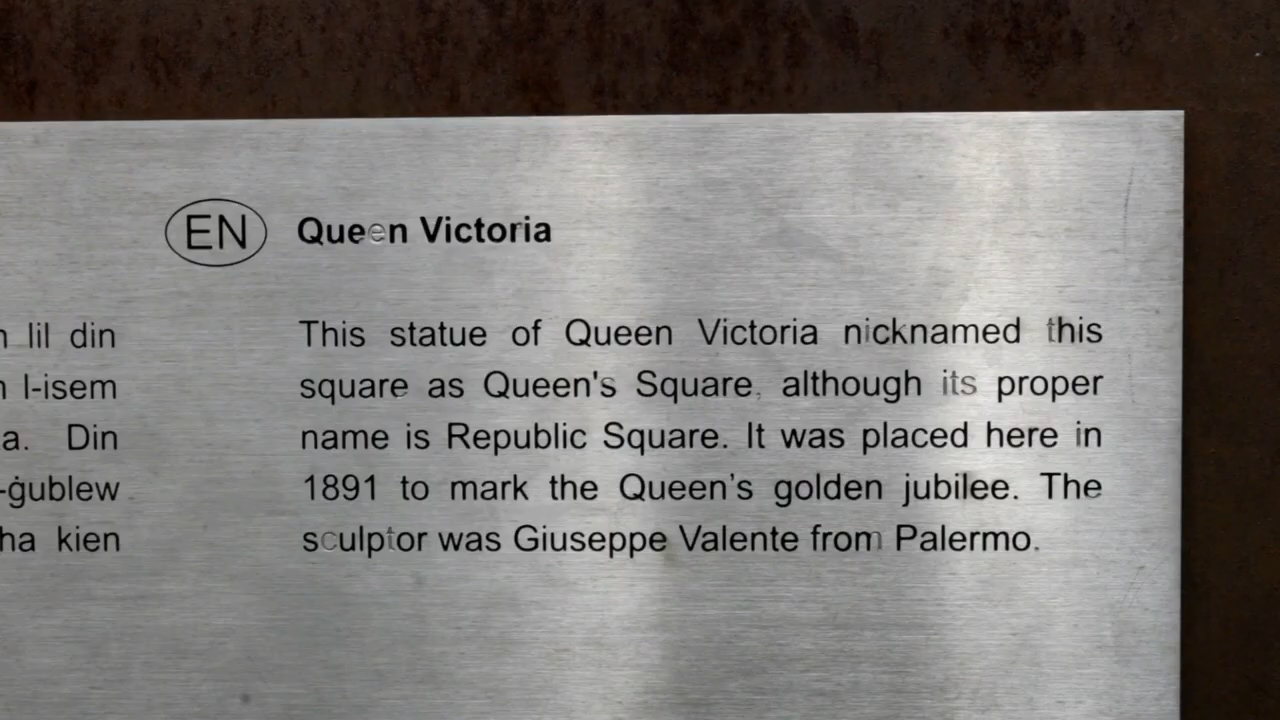 EN Queen Victoria
lil din
l-isem
Din
-ġublew
kien
This statue of Queen Victoria nicknamed this
square as Queen's Square, although its proper
name is Republic Square. It was placed here in
1891 to mark the Queen's golden jubilee. The
sculptor was Giuseppe Valente from Palermo.